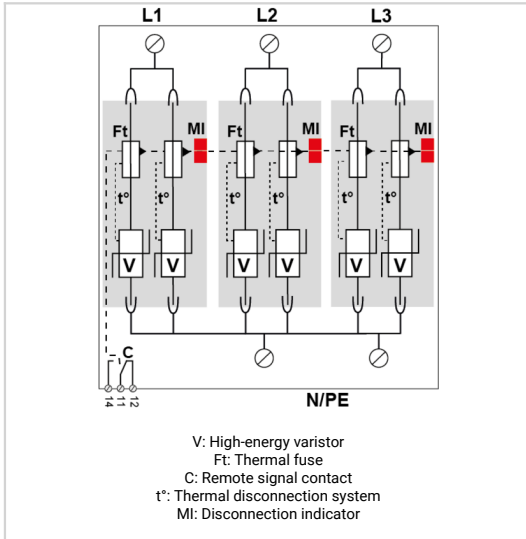 L1 L2 L3
Ft MI Ft MI Ft MI
t° t° t° t° t° t°
V V V V V V
C
14 11 12
N/PE
V: High-energy varistor
Ft: Thermal fuse
C: Remote signal contact
t°: Thermal disconnection system
MI: Disconnection indicator